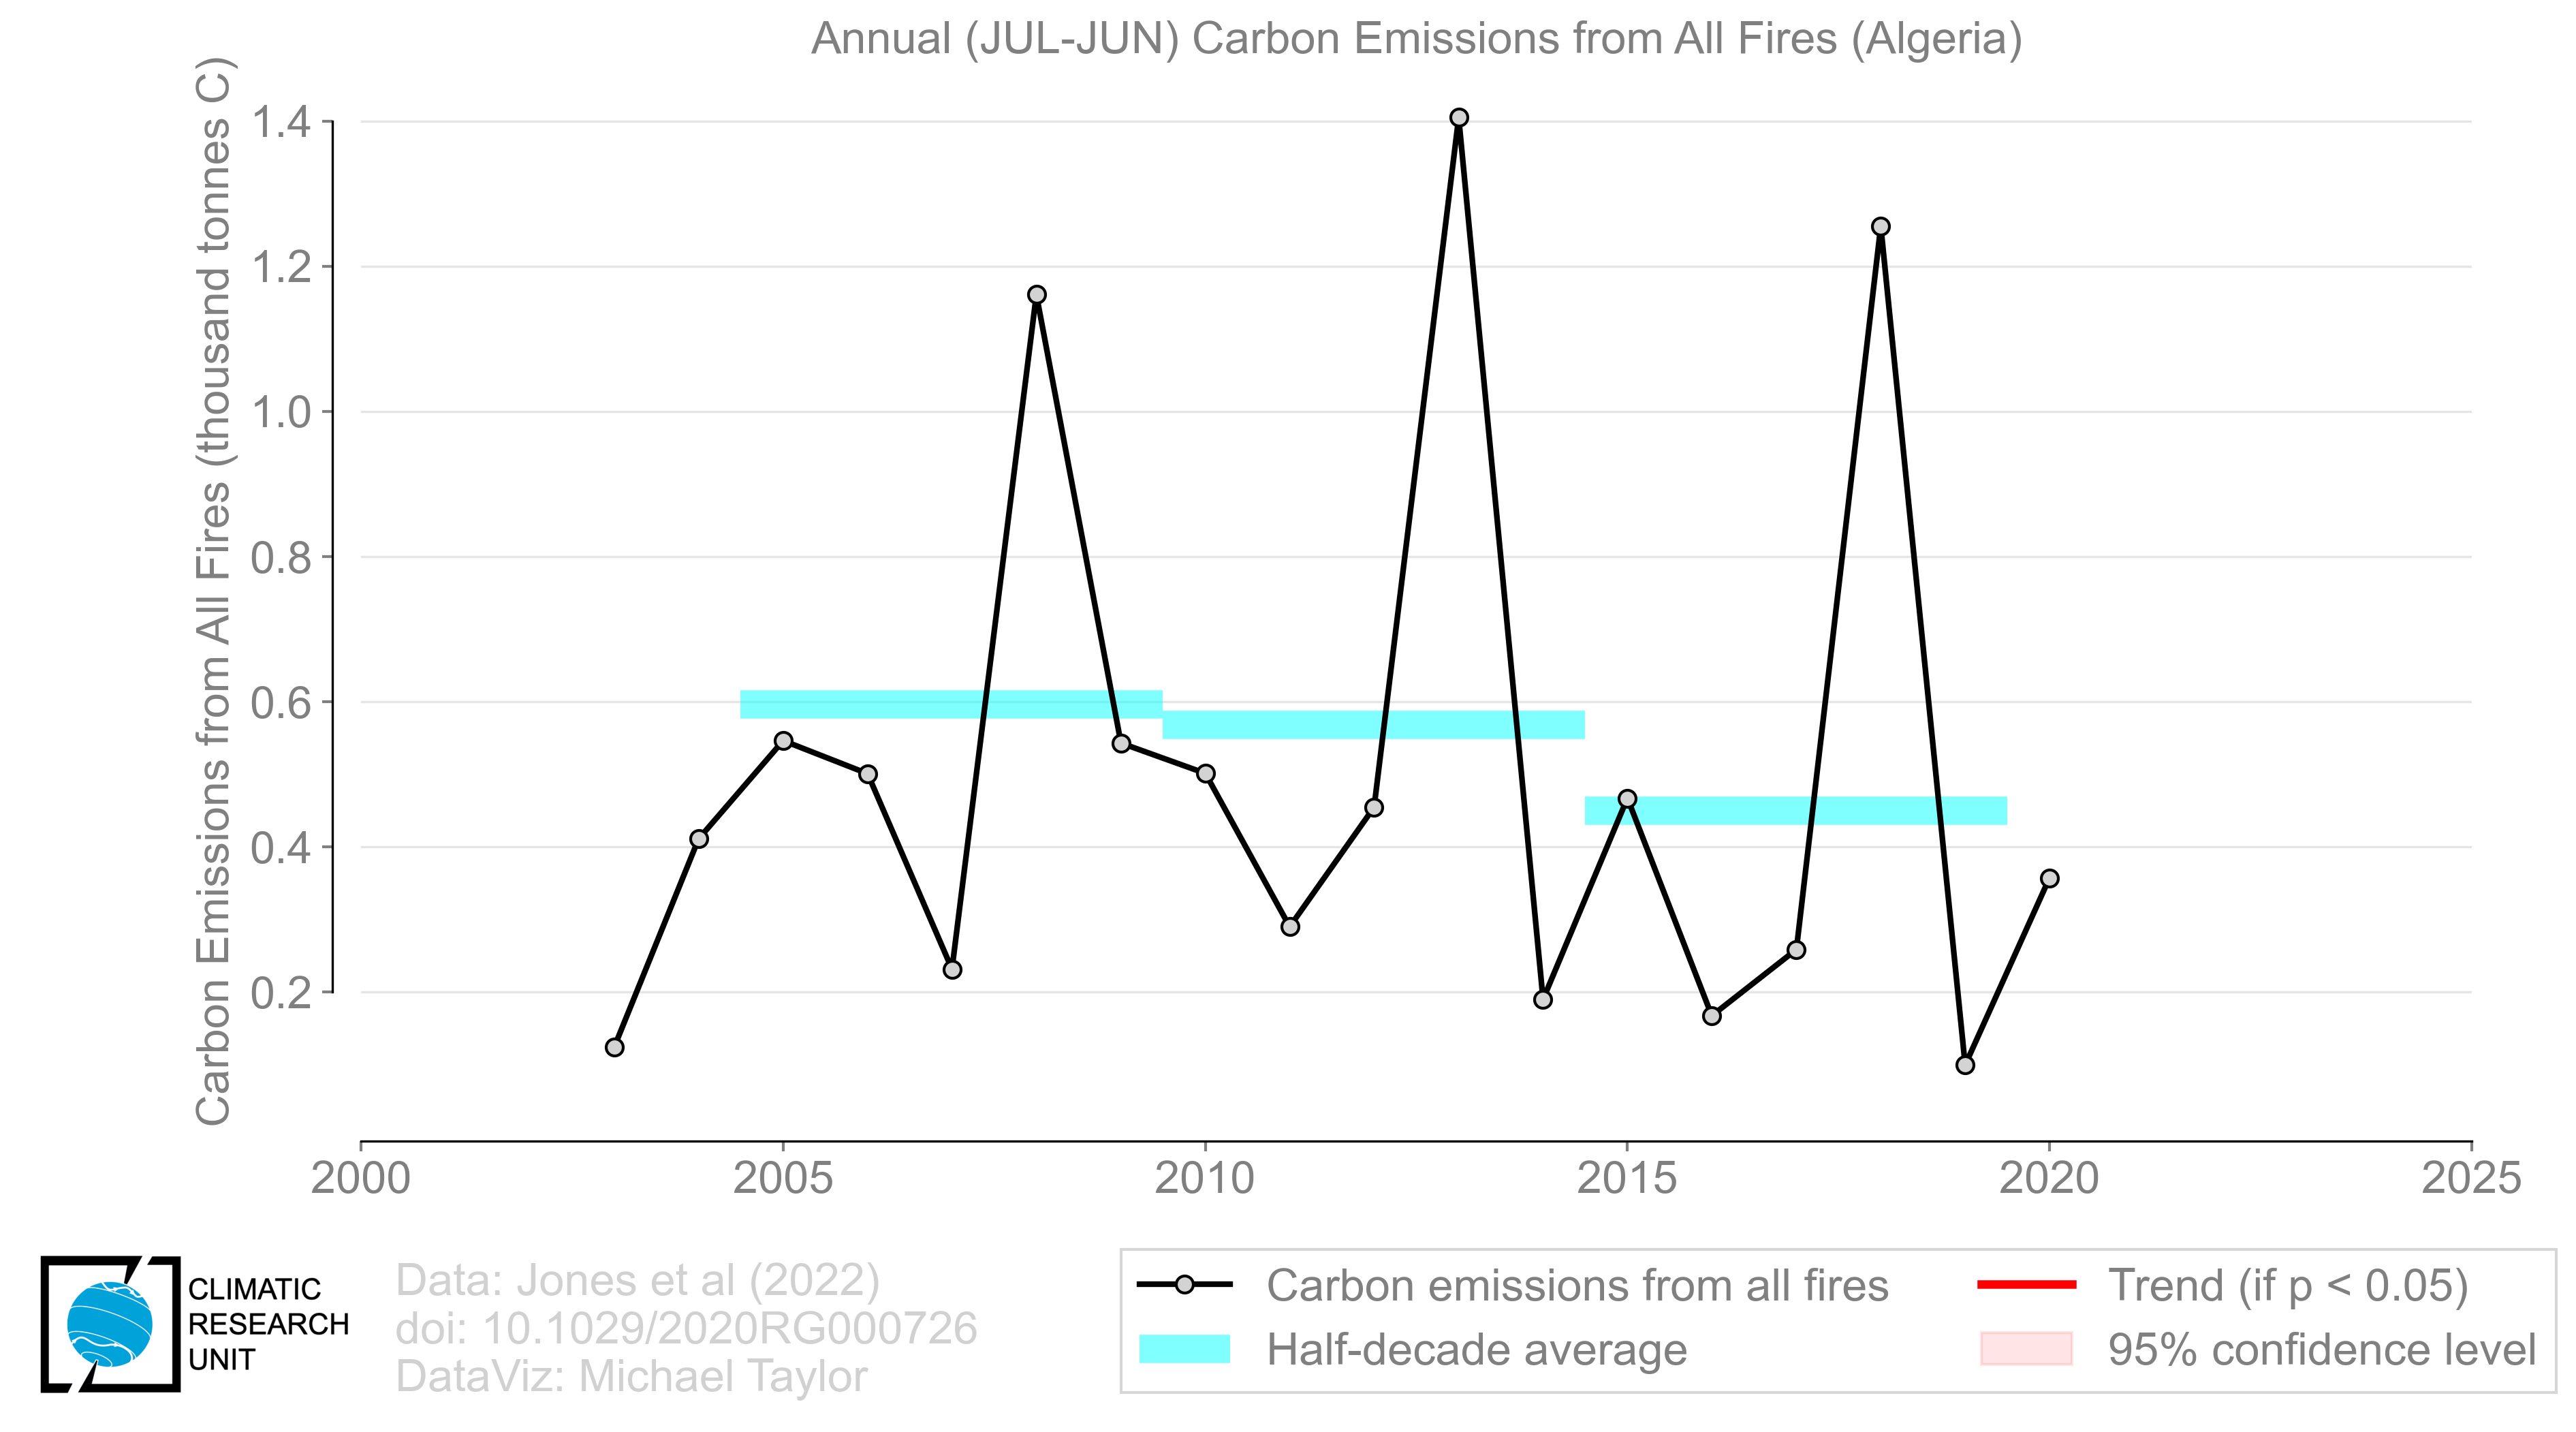 Annual (JUL-JUN) Carbon Emissions from All Fires (Algeria)
Carbon Emissions from All Fires (thousand tonnes C)
1.4
1.2
1.0
0.8
0.6
0.4
0.2
2000 2005 2010 2015 2020 2025
CLIMATIC
RESEARCH
UNIT
Data: Jones et al (2022)
doi: 10.1029/2020RG000726
DataViz: Michael Taylor
Carbon emissions from all fires
Half-decade average
Trend (if p < 0.05)
95% confidence level